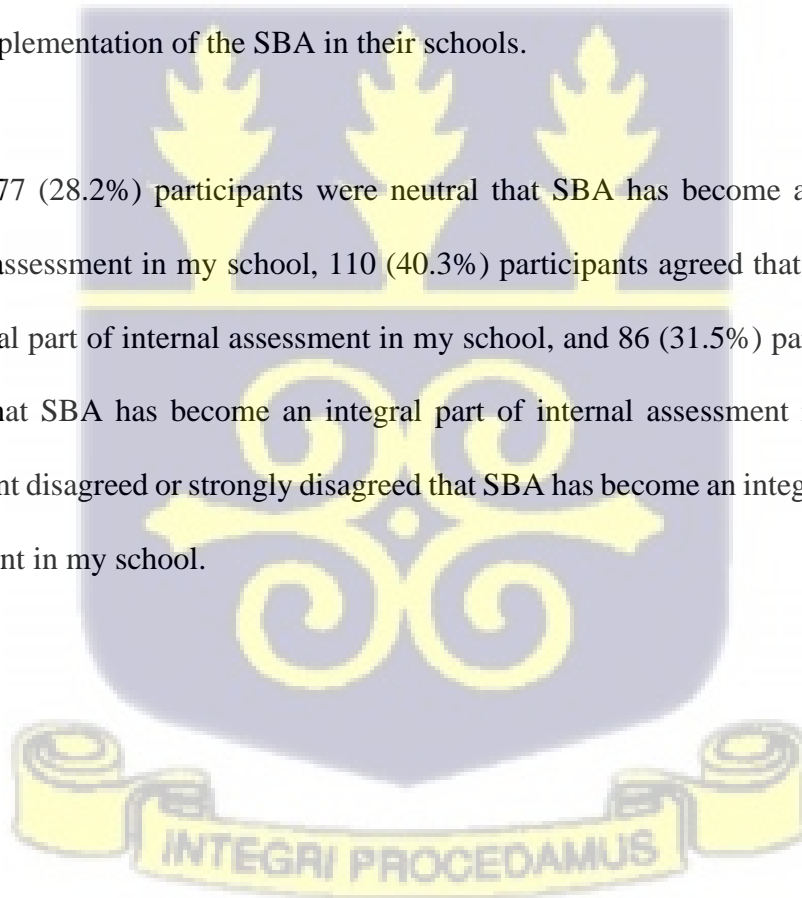 plementation of the SBA in their schools.
77 (28.2%) participants were neutral that SBA has become a
assessment in my school, 110 (40.3%) participants agreed that
al part of internal assessment in my school, and 86 (31.5%) pa
hat SBA has become an integral part of internal assessment
nt disagreed or strongly disagreed that SBA has become an integ
nt in my school.
INTEGRI PROCEDAMUS